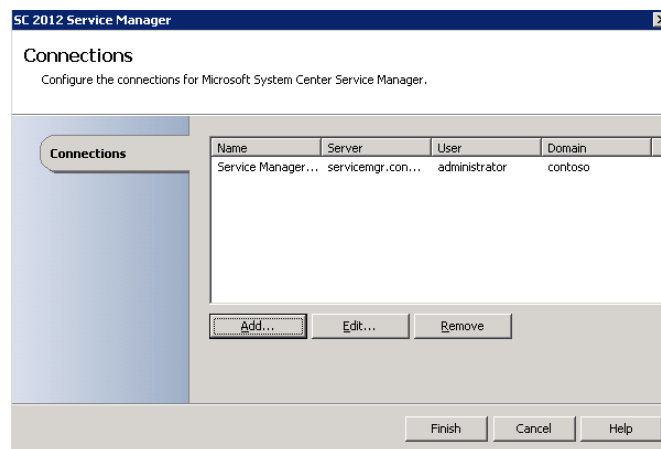 SC 2012 Service Manager
Connections
Configure the connections for Microsoft System Center Service Manager.
Connections
Name Server User Domain
Service Manager... servicemgr.con... administrator contoso
Add... Edit... Remove
Finish Cancel Help